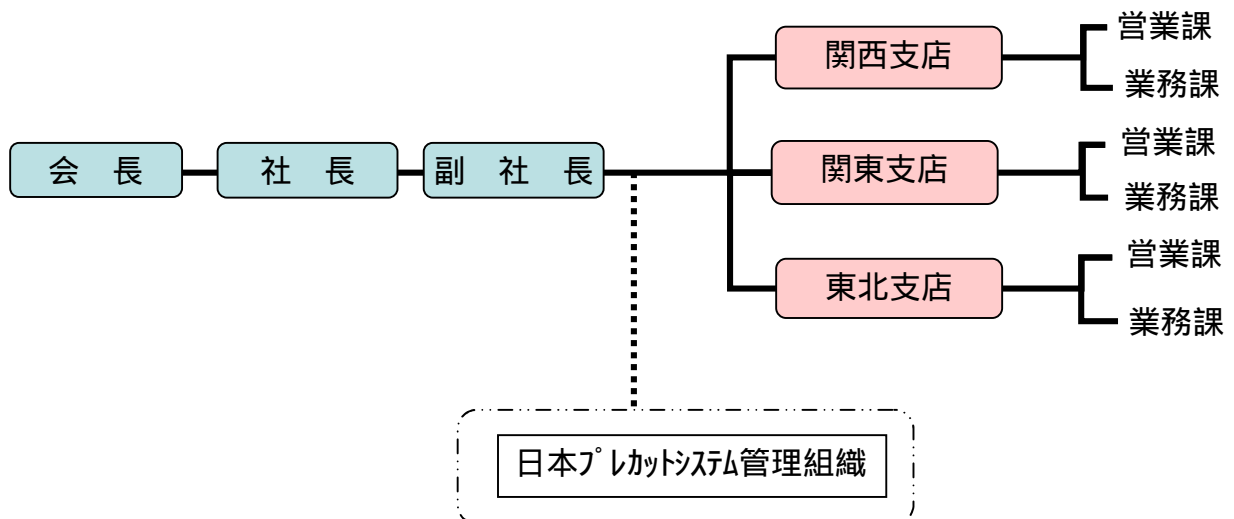 会　長
社　長
副　社　長
関西支店
営業課
業務課
関東支店
営業課
業務課
東北支店
営業課
業務課
日本ﾌﾟﾚｶｯﾄｼｽﾃﾑ管理組織